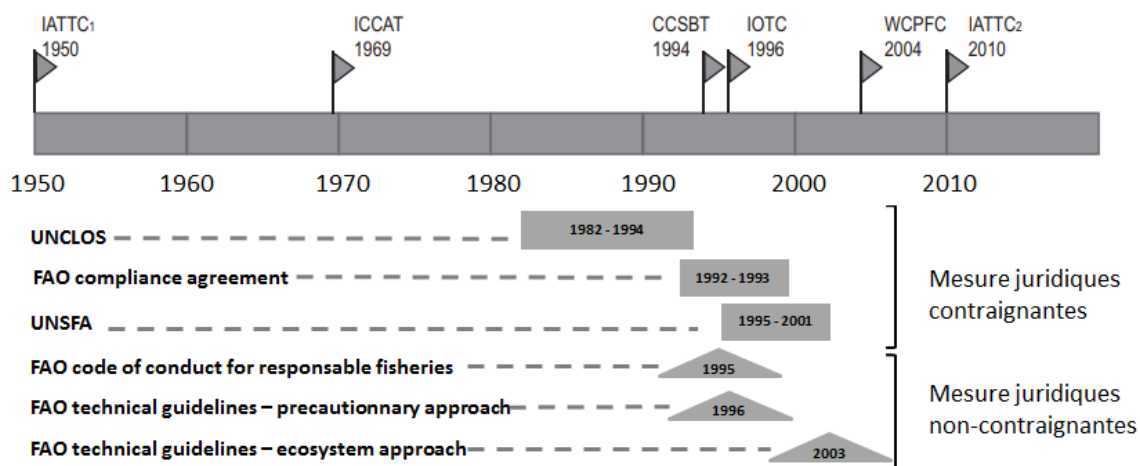 IATTC1
1950
ICCAT
1969
CCSBT
1994
IOTC
1996
WCPFC
2004
IATTC2
2010
1950 1960 1970 1980 1990 2000 2010
UNCLOS
1982 - 1994
FAO compliance agreement
1992 - 1993
UNSFA
1995 - 2001
Mesure juridiques
contraignantes
FAO code of conduct for responsable fisheries
1995
FAO technical guidelines – precautionnary approach
1996
FAO technical guidelines – ecosystem approach
2003
Mesure juridiques
non-contraignantes